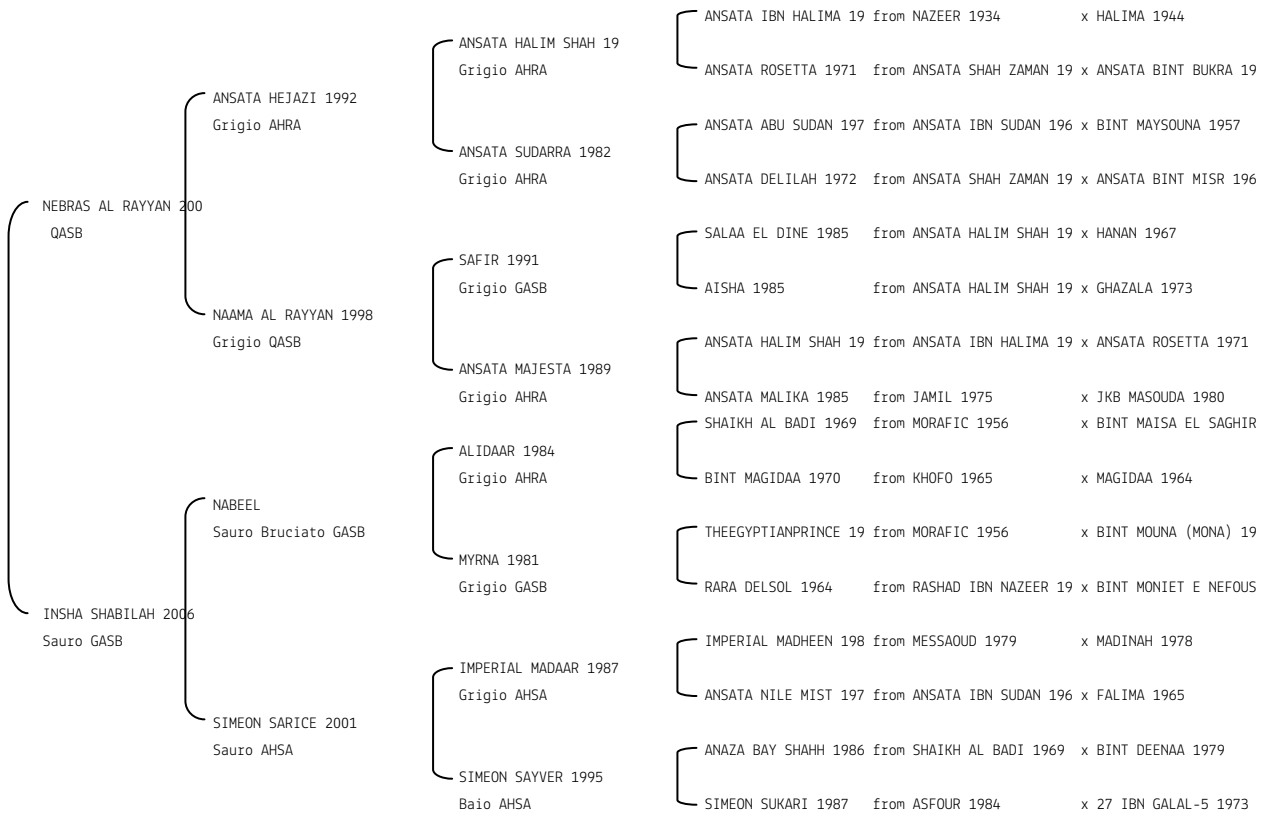 ANSATA IBN HALIMA 19 from NAZEER 1934 x HALIMA 1944
ANSATA HALIM SHAH 19
Grigio AHRA
ANSATA ROSETTA 1971 from ANSATA SHAH ZAMAN 19 x ANSATA BINT BUKRA 19
ANSATA HEJAZI 1992
Grigio AHRA
ANSATA ABU SUDAN 197 from ANSATA IBN SUDAN 196 x BINT MAYSOUNA 1957
ANSATA SUDARRA 1982
Grigio AHRA
ANSATA DELILAH 1972 from ANSATA SHAH ZAMAN 19 x ANSATA BINT MISR 196
NEBRAS AL RAYYAN 200
QASB
SALAA EL DINE 1985 from ANSATA HALIM SHAH 19 x HANAN 1967
SAFIR 1991
Grigio GASB
AISHA 1985 from ANSATA HALIM SHAH 19 x GHAZALA 1973
NAAMA AL RAYYAN 1998
Grigio QASB
ANSATA HALIM SHAH 19 from ANSATA IBN HALIMA 19 x ANSATA ROSETTA 1971
ANSATA MAJESTA 1989
Grigio AHRA
ANSATA MALIKA 1985 from JAMIL 1975 x JKB MASOUDA 1980
SHAIKH AL BADI 1969 from MORAFIC 1956 x BINT MAISA EL SAGHIR
ALIDAAR 1984
Grigio AHRA
BINT MAGIDAA 1970 from KHOFO 1965 x MAGIDAA 1964
NABEEL
Sauro Bruciato GASB
THEEGYPTIANPRINCE 19 from MORAFIC 1956 x BINT MOUNA (MONA) 19
MYRNA 1981
Grigio GASB
RARA DELSOL 1964 from RASHAD IBN NAZEER 19 x BINT MONIET E NEFOUS
INSHA SHABILAH 2006
Sauro GASB
IMPERIAL MADHEEN 198 from MESSAOUD 1979 x MADINAH 1978
IMPERIAL MADAAR 1987
Grigio AHSA
ANSATA NILE MIST 197 from ANSATA IBN SUDAN 196 x FALIMA 1965
SIMEON SARICE 2001
Sauro AHSA
ANAZA BAY SHAHH 1986 from SHAIKH AL BADI 1969 x BINT DEENAA 1979
SIMEON SAYVER 1995
Baio AHSA
SIMEON SUKARI 1987 from ASFOUR 1984 x 27 IBN GALAL-5 1973